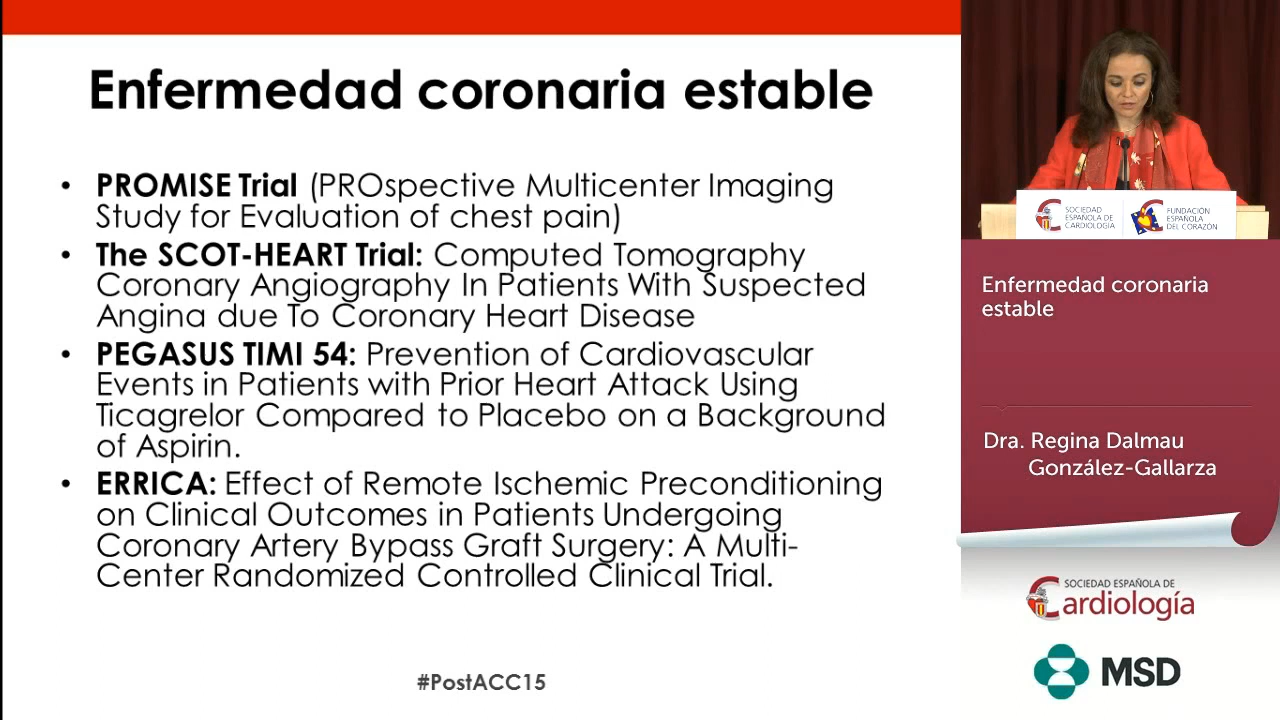 Enfermedad coronaria estable
• PROMISE Trial (PROspective Multicenter Imaging
Study for Evaluation of chest pain)
• The SCOT-HEART Trial: Computed Tomography
Coronary Angiography In Patients With Suspected
Angina due To Coronary Heart Disease
• PEGASUS TIMI 54: Prevention of Cardiovascular
Events in Patients with Prior Heart Attack Using
Ticagrelor Compared to Placebo on a Background
of Aspirin.
• ERRICA: Effect of Remote Ischemic Preconditioning
on Clinical Outcomes in Patients Undergoing
Coronary Artery Bypass Graft Surgery: A Multi-
Center Randomized Controlled Clinical Trial.
#PostACC15
SOCIEDAD
ESPAÑOLA DE
CARDIOLOGÍA
FUNDACIÓN
ESPAÑOLA
DEL CORAZÓN
Enfermedad coronaria
estable
Dra. Regina Dalmau
González-Gallarza
SOCIEDAD ESPAÑOLA DE
Cardiología
MSD